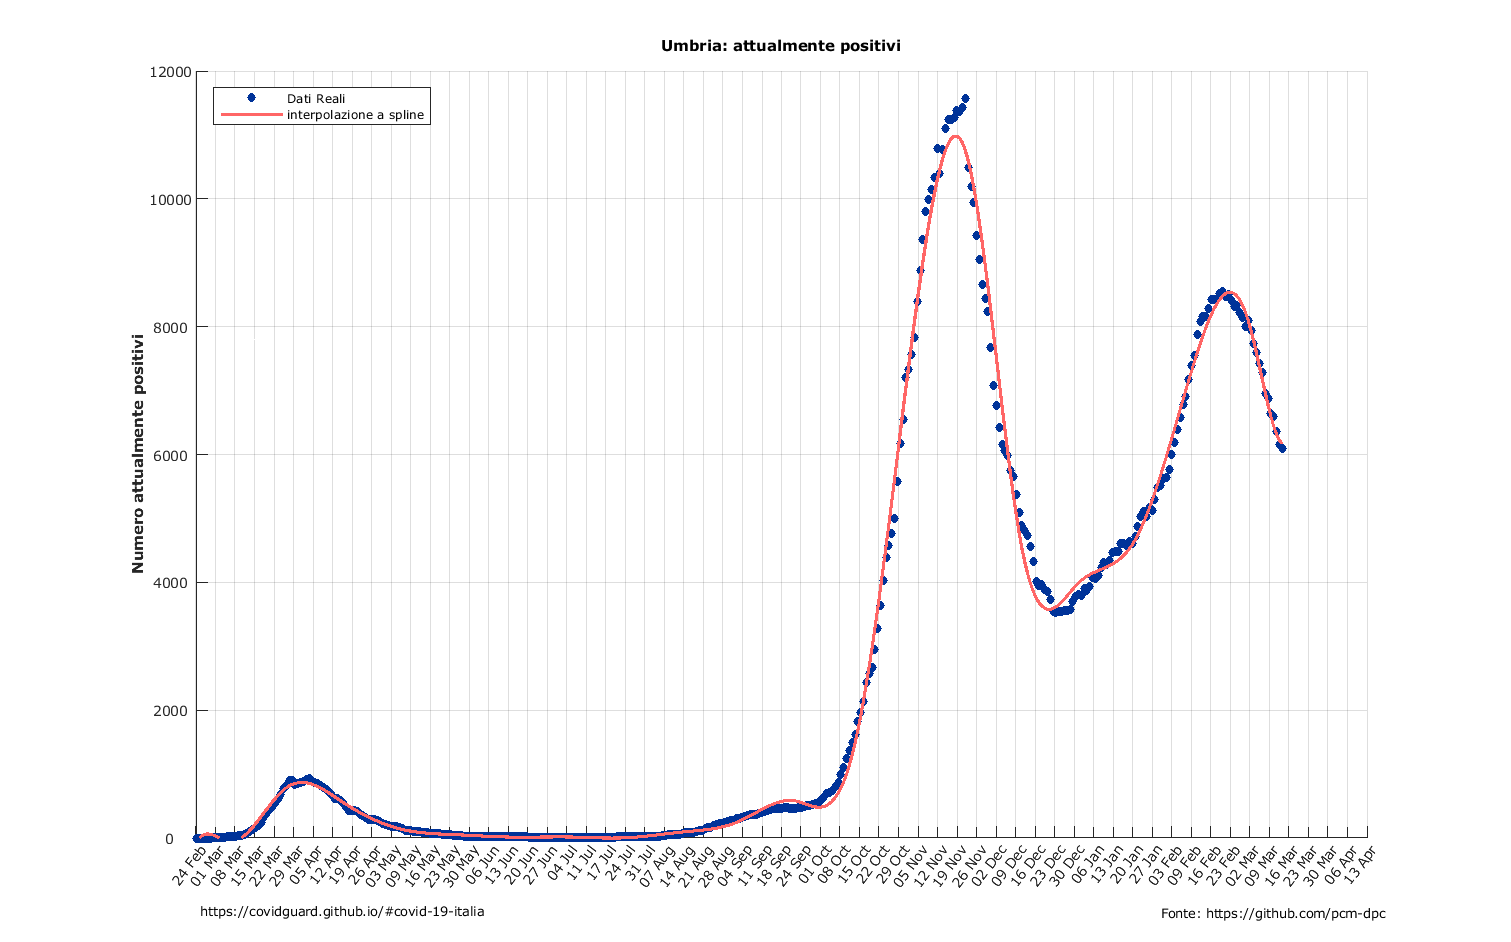 Umbria: attualmente positivi
12000
10000
8000
6000
4000
2000
0
Numero attualmente positivi
Dati Reali
interpolazione a spline
24 Feb
01 Mar
08 Mar
15 Mar
22 Mar
29 Mar
05 Apr
12 Apr
19 Apr
26 Apr
03 May
09 May
16 May
23 May
30 May
06 Jun
13 Jun
20 Jun
27 Jun
04 Jul
11 Jul
17 Jul
24 Jul
31 Jul
07 Aug
14 Aug
21 Aug
28 Aug
04 Sep
11 Sep
18 Sep
24 Sep
01 Oct
08 Oct
15 Oct
22 Oct
29 Oct
05 Nov
12 Nov
19 Nov
26 Nov
02 Dec
09 Dec
16 Dec
23 Dec
30 Dec
06 Jan
13 Jan
20 Jan
27 Jan
03 Feb
09 Feb
16 Feb
23 Feb
02 Mar
09 Mar
16 Mar
23 Mar
30 Mar
06 Apr
13 Apr
https://covidguard.github.io/#covid-19-italia
Fonte: https://github.com/pcm-dpc